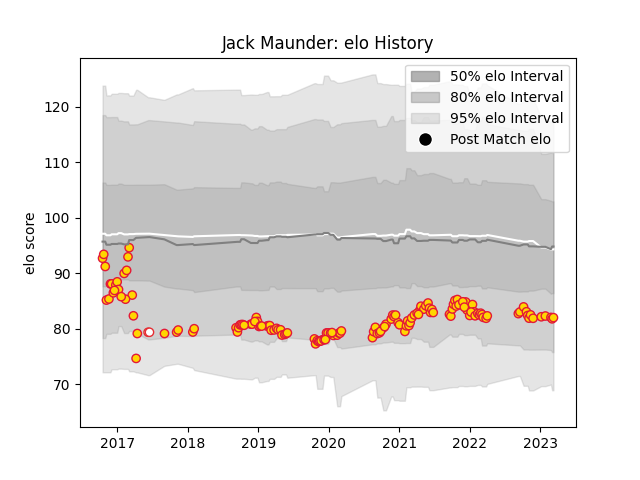 Jack Maunder: elo History
50% elo Interval
80% elo Interval
95% elo Interval
Post Match elo
elo score
120
110
100
90
80
70
2017 2018 2019 2020 2021 2022 2023